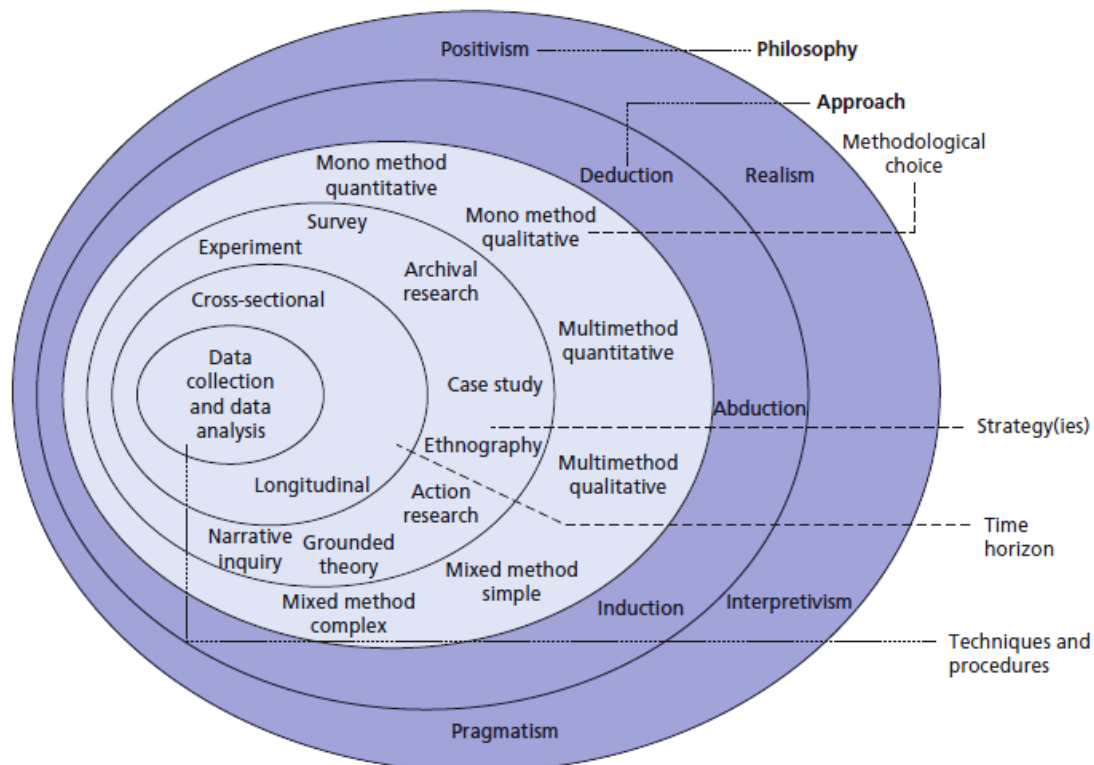 Positivism
Philosophy
Approach
Methodological
choice
Mono method
quantitative
Deduction
Realism
Survey
Mono method
qualitative
Experiment
Archival
research
Cross-sectional
Multimethod
quantitative
Data
collection
and data
analysis
Case study
Abduction
Strategy(ies)
Ethnography
Multimethod
qualitative
Longitudinal
Action
research
Time
horizon
Narrative
inquiry
Grounded
theory
Mixed method
simple
Mixed method
complex
Induction
Interpretivism
Techniques and
procedures
Pragmatism